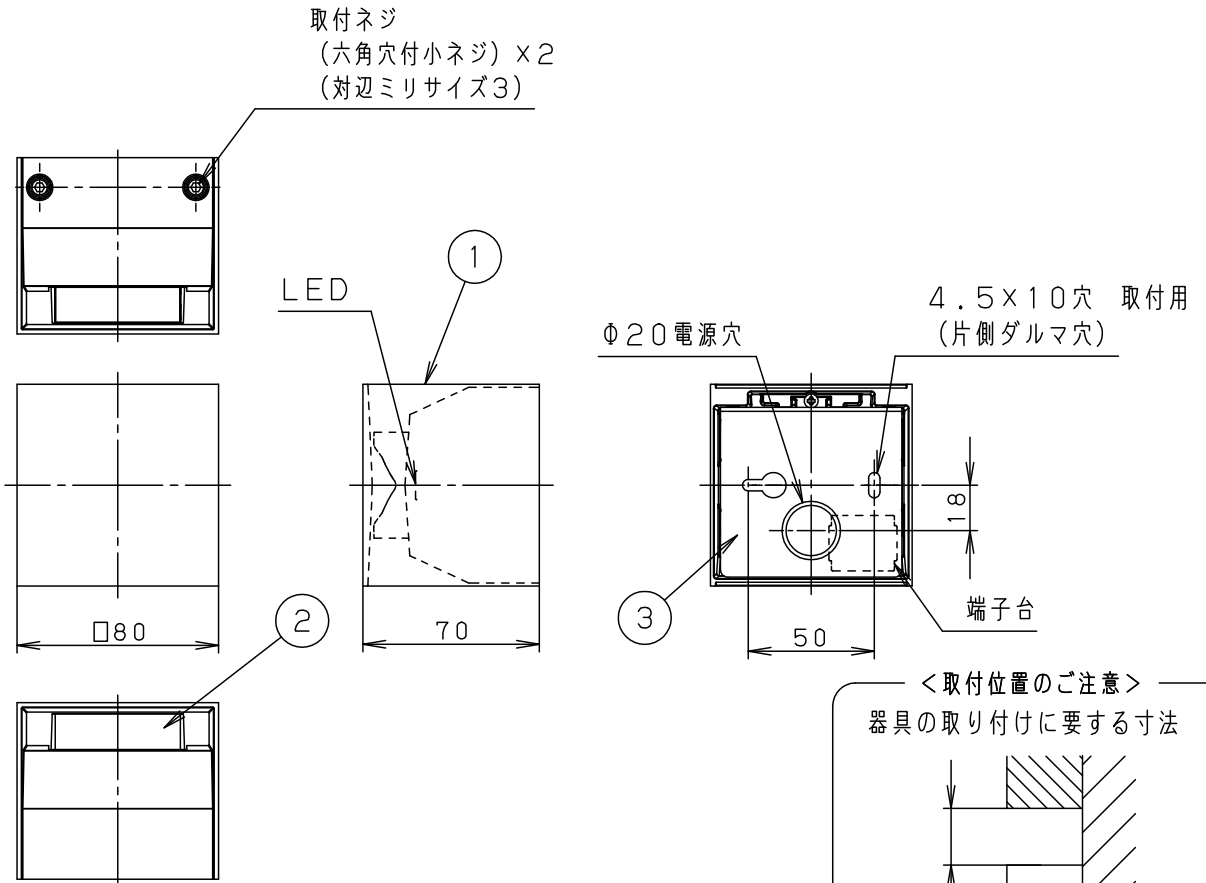 取付ネジ
(六角穴付小ネジ)×2
(対辺ミリサイズ3)
1
LED
4.5×10穴 取付用
(片側ダルマ穴)
Φ20電源穴
18
□80
2
70
3
50
端子台
<取付位置のご注意>
器具の取り付けに要する寸法